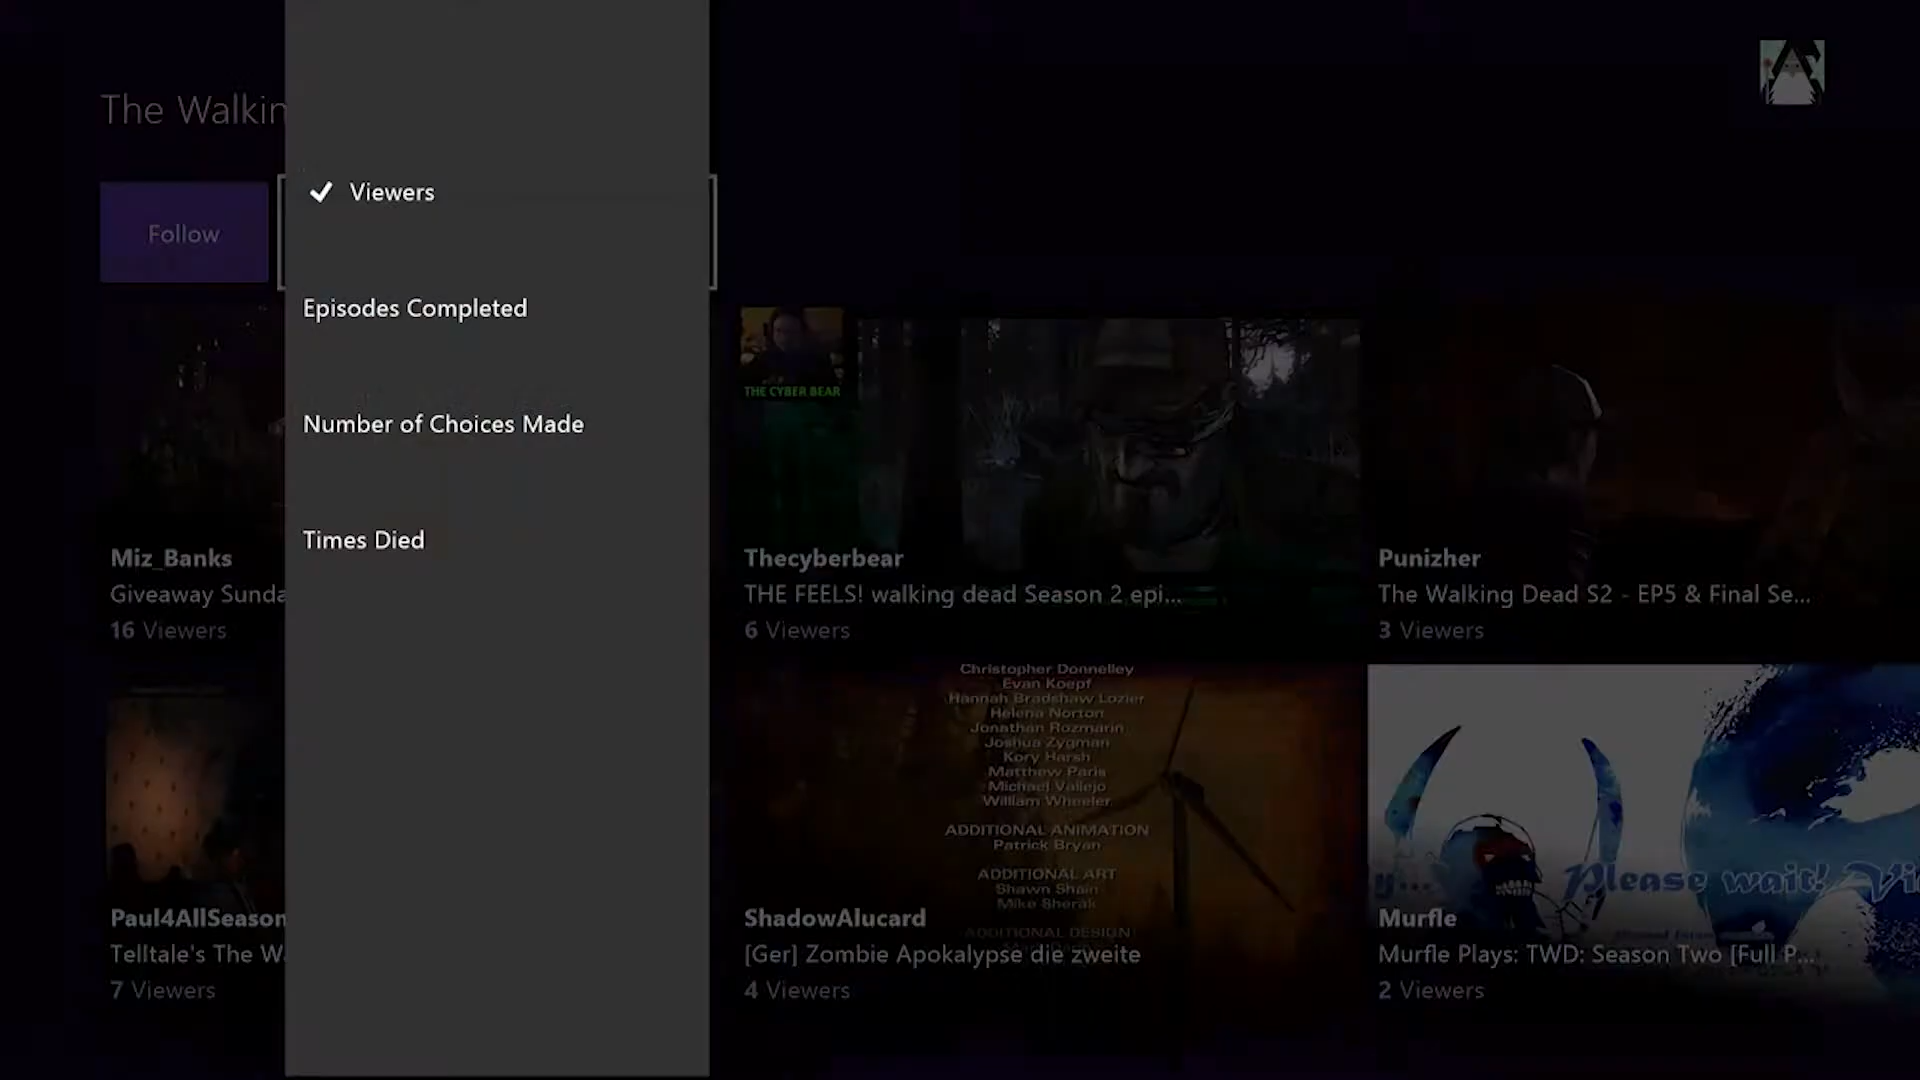 The Walkin
Follow
Viewers
Episodes Completed
Number of Choices Made
Times Died
THE CYBER BEAR
Miz_Banks
Giveaway Sunda
16 Viewers
Thecyberbear
THE FEELS! walking dead Season 2 epi...
6 Viewers
Punizher
The Walking Dead S2 - EP5 & Final Se...
3 Viewers
Christopher Donnelley
Evan Koepf
Hannah Bradshaw Lozier
Helena Norton
Jonathan Rozmarin
Joshua Zygman
Kory Harsh
Matthew Paris
Michael Vallejo
William Wheeler
ADDITIONAL ANIMATION
Patrick Bryan
ADDITIONAL ART
Shawn Shain
Mike Sherak
ADDITIONAL DESIGN
Please wait!
Paul4AllSeason
Telltale's The W
7 Viewers
ShadowAlucard
[Ger] Zombie Apokalypse die zweite
4 Viewers
Murfle
Murfle Plays: TWD: Season Two [Full P...
2 Viewers